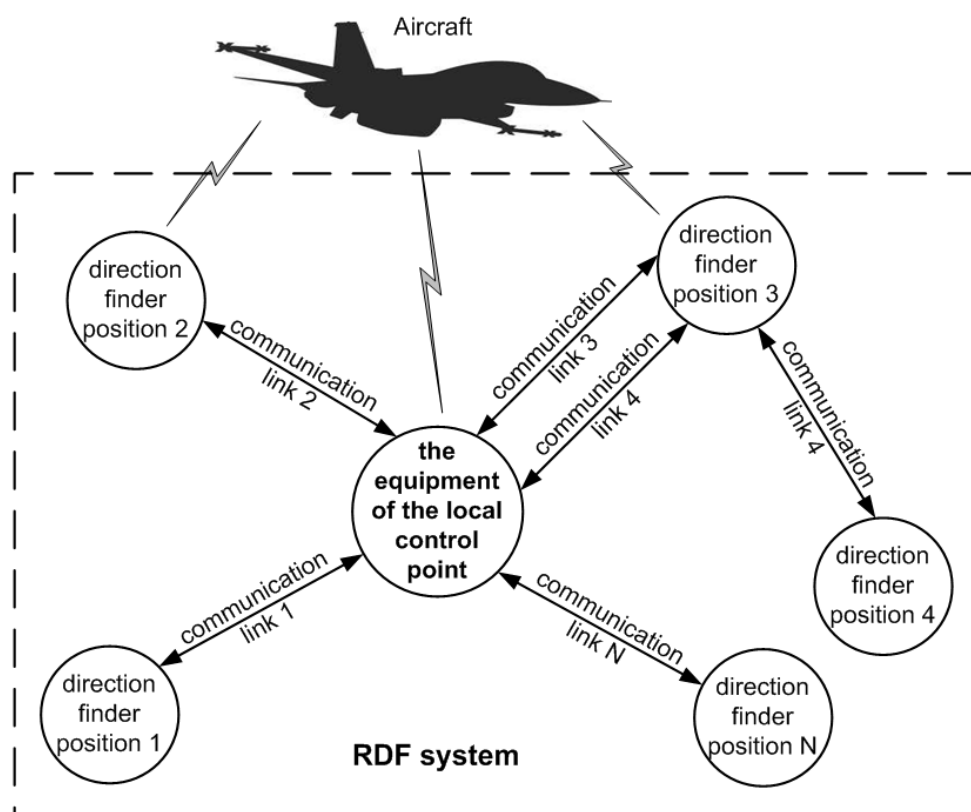 Aircraft
direction
finder
position 2
direction
finder
position 3
communication
link 2
communication
link 3
communication
link 4
communication
link 4
the
equipment
of the local
control
point
direction
finder
position 4
communication
link 1
communication
link N
direction
finder
position 1
direction
finder
position N
RDF system